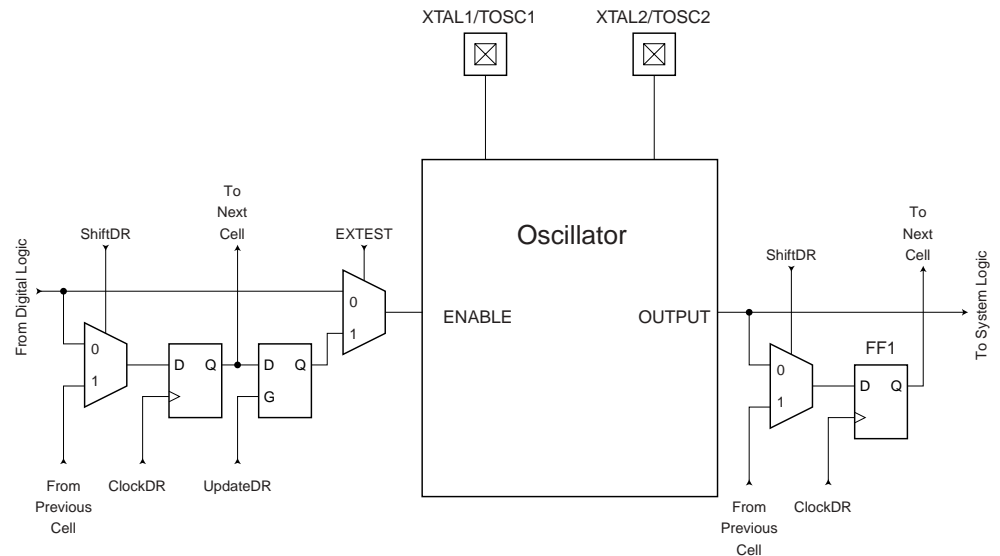 XTAL1/TOSC1
XTAL2/TOSC2
To
Next
Cell
From Digital Logic
ShiftDR
EXTEST
Oscillator
ShiftDR
To
Next
Cell
To System Logic
0
1
0
1
D
Q
D
Q
G
ENABLE
OUTPUT
FF1
0
1
D
Q
From
Previous
Cell
ClockDR
UpdateDR
From
Previous
Cell
ClockDR